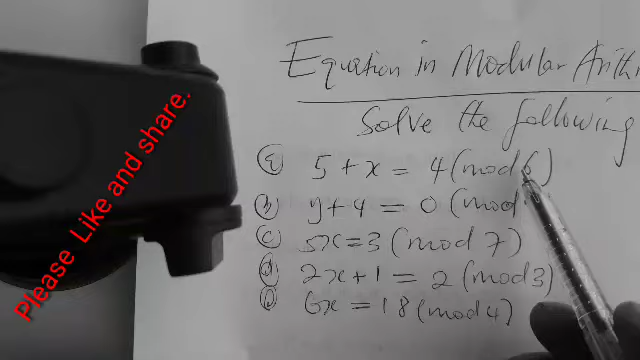 Equation in Modular Arith
Solve the following
(a) 5 + x = 4 (mod 6)
(b) y + 4 = 0 (mod
(c) 5x = 3 (mod 7)
(d) 2x + 1 = 2 (mod 3)
6x = 18 (mod 4)
Please Like and share.